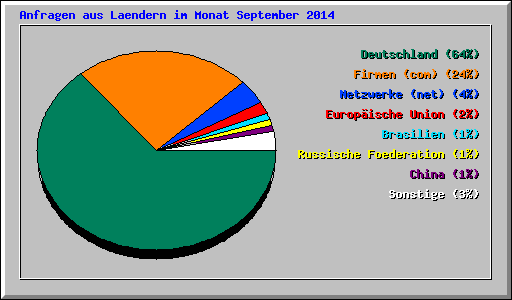 Anfragen aus Laendern im Monat September 2014
Deutschland (64%)
Firmen (com) (24%)
Netzwerke (net) (4%)
Europäische Union (2%)
Brasilien (1%)
Russische Foederation (1%)
China (1%)
Sonstige (3%)